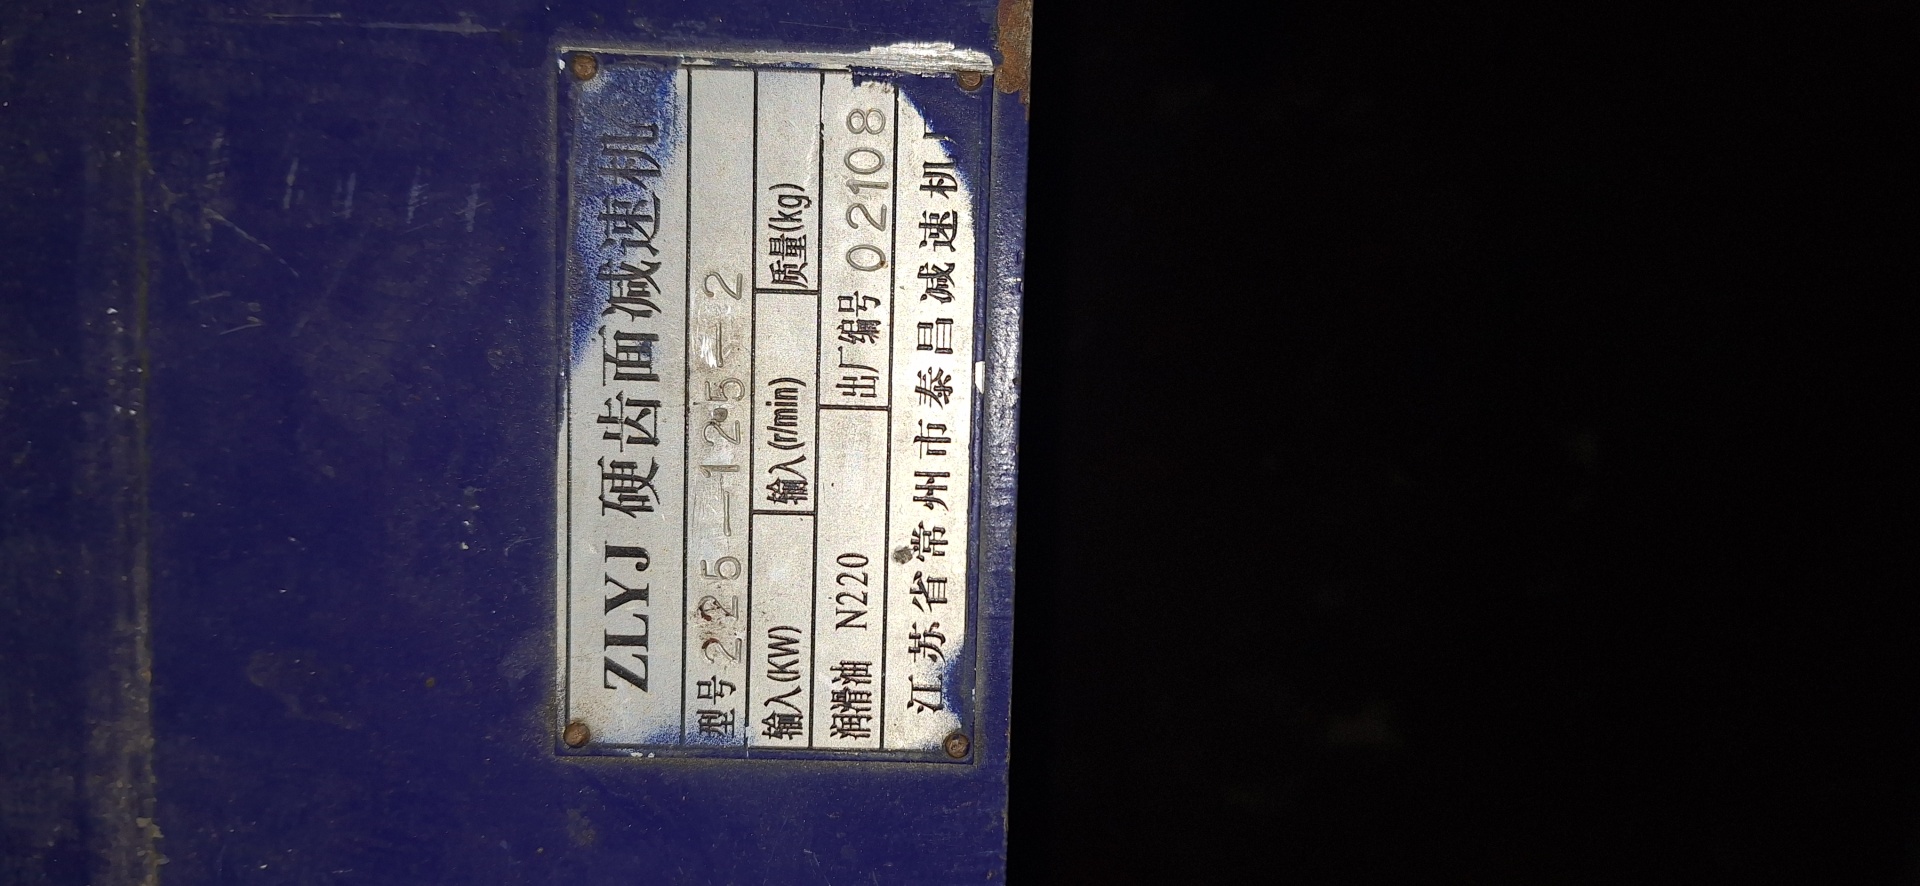 ZLYJ 硬齿面减速机
型号 225-125-2
输入(KW) 输入(r/min) 质量(kg)
润滑油 N220 出厂编号 02108
江苏省常州市泰昌减速机